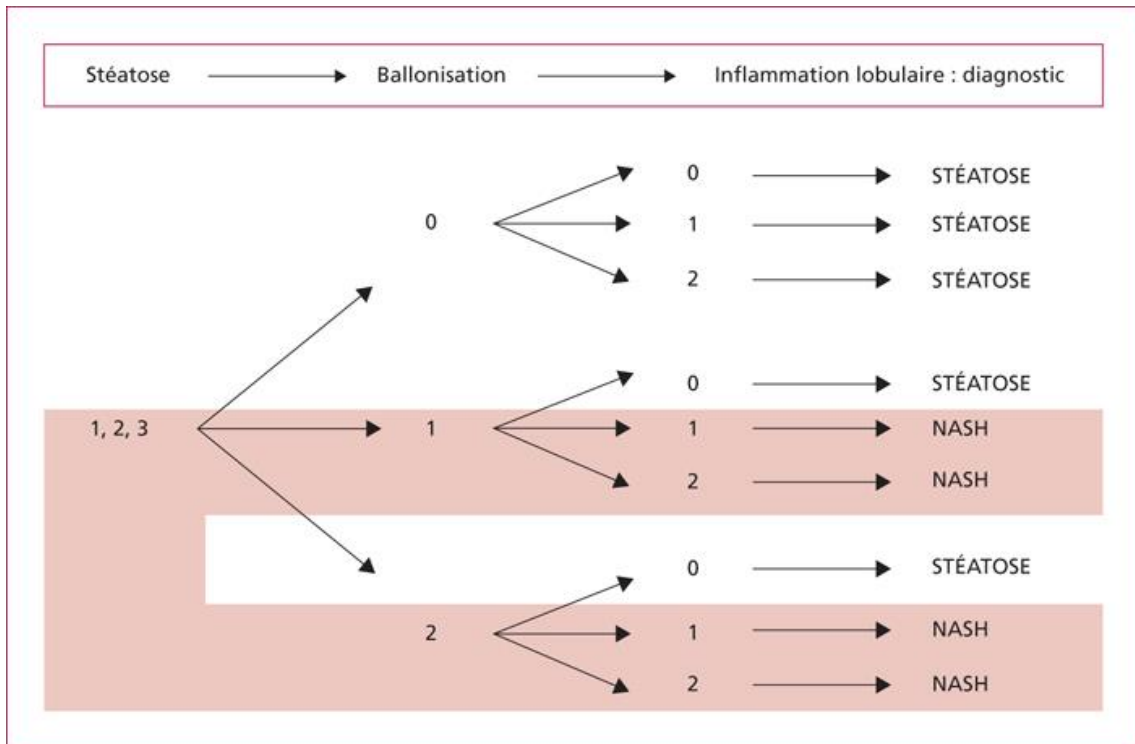 Stéatose Ballonisation Inflammation lobulaire : diagnostic
0 STÉATOSE
0 1 STÉATOSE
2 STÉATOSE
0 STÉATOSE
1, 2, 3 1 1 NASH
2 NASH
0 STÉATOSE
2 1 NASH
2 NASH